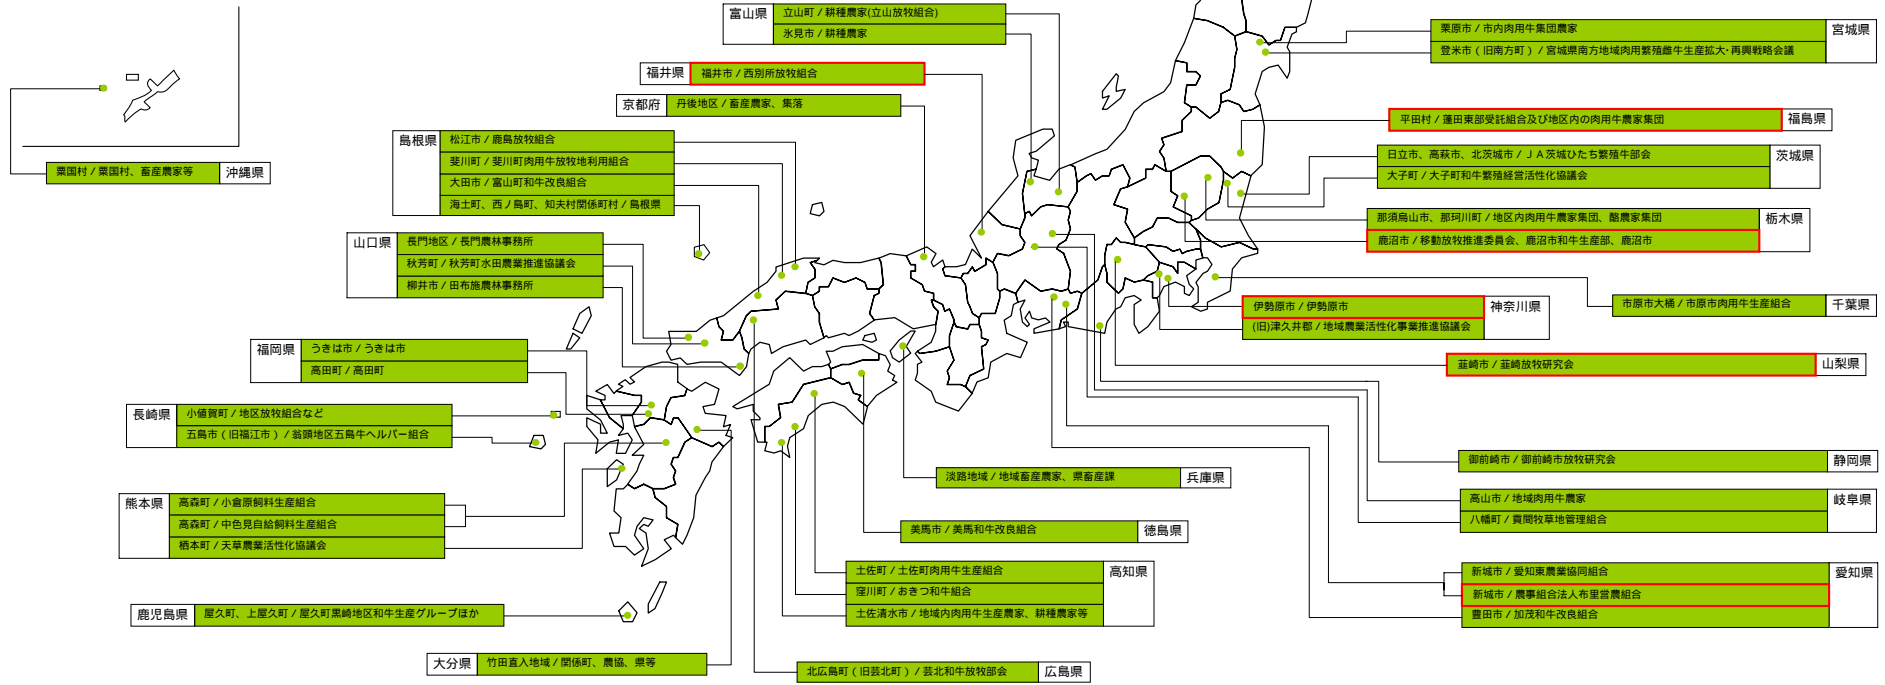 富山県
立山町 / 耕種農家(立山放牧組合)
氷見市 / 耕種農家
福井県
福井市 / 西別所放牧組合
京都府
丹後地区 / 畜産農家、集落
島根県
松江市 / 鹿島放牧組合
斐川町 / 斐川町肉用牛放牧地利用組合
大田市 / 富山町和牛改良組合
海士町、西ノ島町、知夫村関係町村 / 島根県
粟国村 / 粟国村、畜産農家等
沖縄県
山口県
長門地区 / 長門農林事務所
秋芳町 / 秋芳町水田農業推進協議会
柳井市 / 田布施農林事務所
福岡県
うきは市 / うきは市
高田町 / 高田町
長崎県
小値賀町 / 地区放牧組合など
五島市（旧福江市）/ 翁頭地区五島牛ヘルパー組合
熊本県
高森町 / 小倉原飼料生産組合
高森町 / 中色見自給飼料生産組合
栖本町 / 天草農業活性化協議会
鹿児島県
屋久町、上屋久町 / 屋久町黒崎地区和牛生産グループほか
大分県
竹田直入地域 / 関係町、農協、県等
宮城県
栗原市 / 市内肉用牛集団農家
登米市（旧南方町）/ 宮城県南方地域肉用繁殖雌牛生産拡大・再興戦略会議
平田村 / 蓬田東部受託組合及び地区内の肉用牛農家集団
福島県
日立市、高萩市、北茨城市 / ＪＡ茨城ひたち繁殖牛部会
大子町 / 大子町和牛繁殖経営活性化協議会
茨城県
那須烏山市、那珂川町 / 地区内肉用牛農家集団、酪農家集団
鹿沼市 / 移動放牧推進委員会、鹿沼市和牛生産部、鹿沼市
栃木県
市原市大桶 / 市原市肉用牛生産組合
千葉県
伊勢原市 / 伊勢原市
(旧)津久井郡 / 地域農業活性化事業推進協議会
神奈川県
韮崎市 / 韮崎放牧研究会
山梨県
御前崎市 / 御前崎市放牧研究会
静岡県
高山市 / 地域肉用牛農家
八幡町 / 貢間牧草地管理組合
岐阜県
新城市 / 愛知東農業協同組合
新城市 / 農事組合法人布里営農組合
豊田市 / 加茂和牛改良組合
愛知県
淡路地域 / 地域畜産農家、県畜産課
兵庫県
美馬市 / 美馬和牛改良組合
徳島県
土佐町 / 土佐町肉用牛生産組合
窪川町 / おきつ和牛組合
土佐清水市 / 地域内肉用牛生産農家、耕種農家等
高知県
北広島町（旧芸北町）/ 芸北和牛放牧部会
広島県